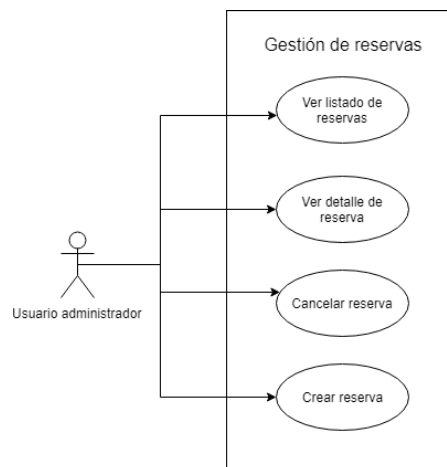 Gestión de reservas
Ver listado de
reservas
Ver detalle de
reserva
Usuario administrador
Cancelar reserva
Crear reserva